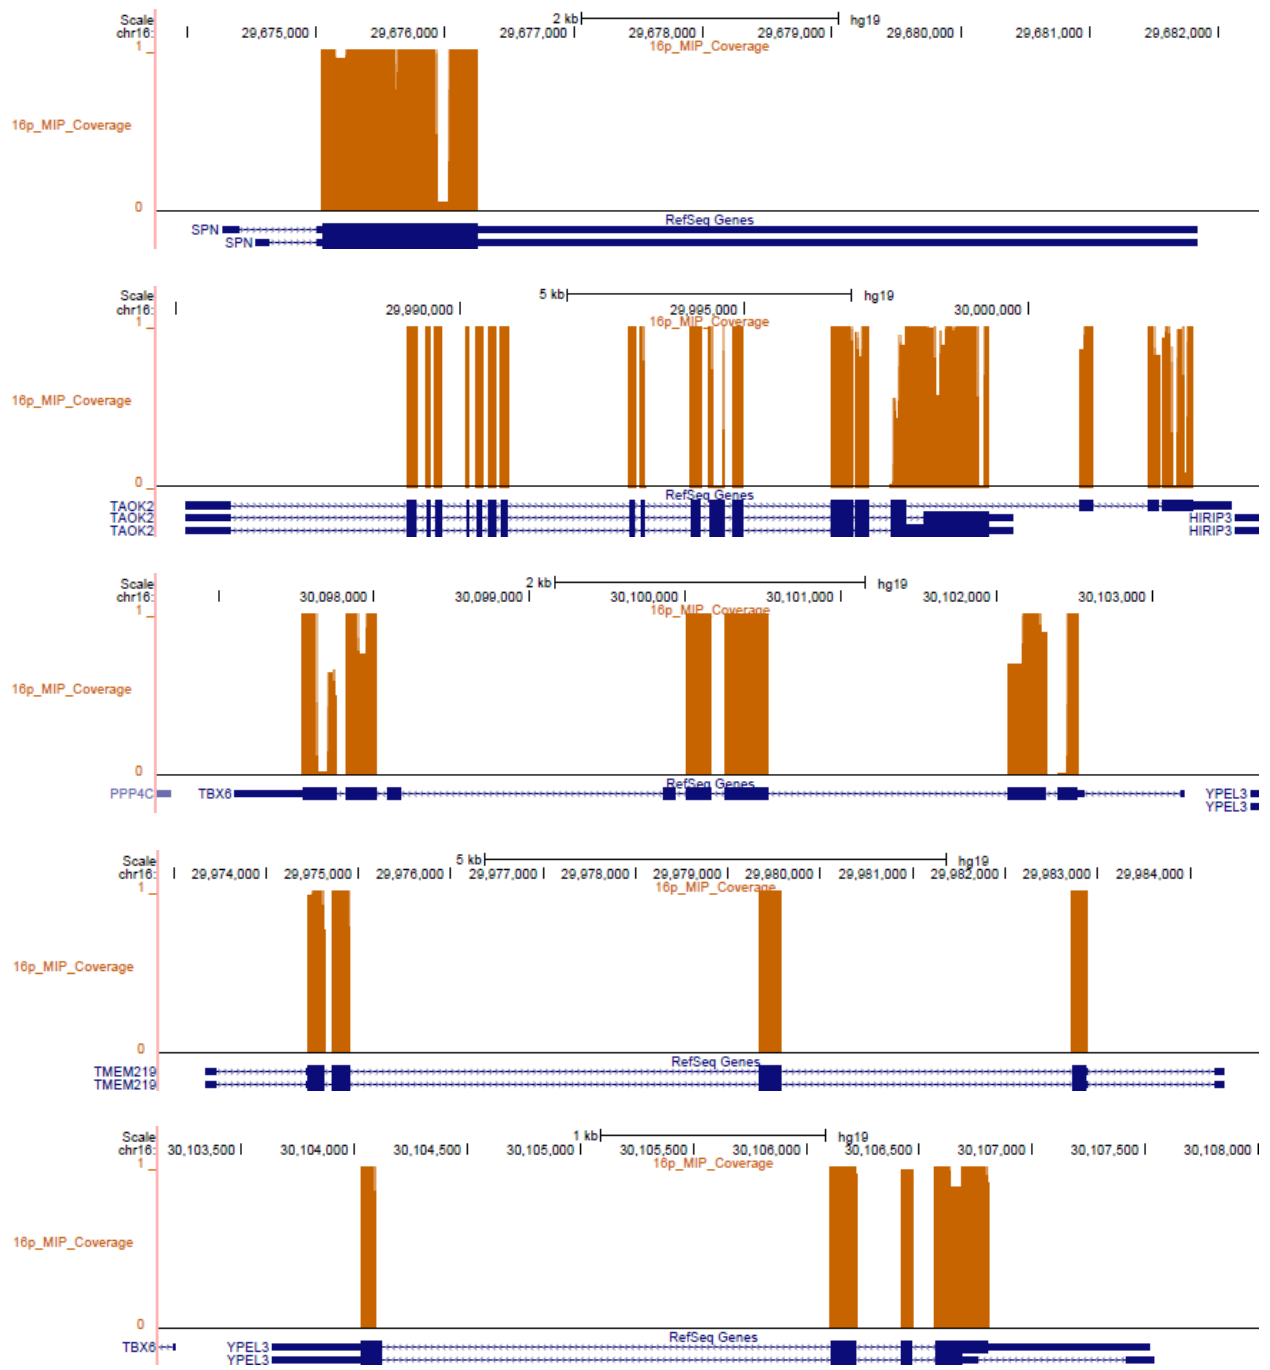 Scale 2 kb hg19
chr16: 29,675,000 29,676,000 29,677,000 29,678,000 29,679,000 29,680,000 29,681,000 29,682,000
1 16p_MIP_Coverage
16p_MIP_Coverage
0
RefSeq Genes
SPN
SPN
Scale 5 kb hg19
chr16: 29,990,000 29,995,000 30,000,000
1 16p_MIP_Coverage
16p_MIP_Coverage
0
RefSeq Genes
TAOK2
TAOK2 HIRIP3
TAOK2 HIRIP3
Scale 2 kb hg19
chr16: 30,098,000 30,099,000 30,100,000 30,101,000 30,102,000 30,103,000
1 16p_MIP_Coverage
16p_MIP_Coverage
0
RefSeq Genes
PPP4C TBX6 YPEL3
YPEL3
Scale 5 kb hg19
chr16: 29,974,000 29,975,000 29,976,000 29,977,000 29,978,000 29,979,000 29,980,000 29,981,000 29,982,000 29,983,000 29,984,000
1 16p_MIP_Coverage
16p_MIP_Coverage
0
RefSeq Genes
TMEM219
TMEM219
Scale 1 kb hg19
chr16: 30,103,500 30,104,000 30,104,500 30,105,000 30,105,500 30,106,000 30,106,500 30,107,000 30,107,500 30,108,000
1 16p_MIP_Coverage
16p_MIP_Coverage
0
RefSeq Genes
TBX6 YPEL3
YPEL3